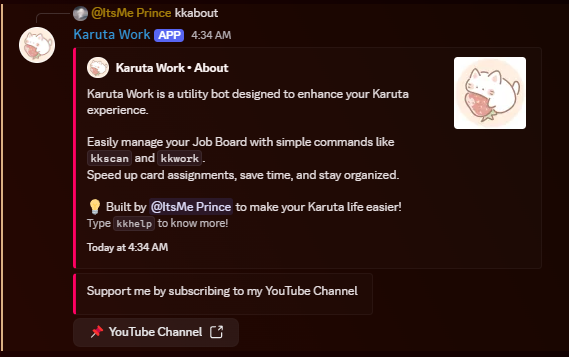 @ItsMe Prince kkabout
Karuta Work APP 4:34 AM
Karuta Work • About
Karuta Work is a utility bot designed to enhance your Karuta
experience.
Easily manage your Job Board with simple commands like
kkscan and kkwork.
Speed up card assignments, save time, and stay organized.
💡 Built by @ItsMe Prince to make your Karuta life easier!
Type kkhelp to know more!
Today at 4:34 AM
Support me by subscribing to my YouTube Channel
📌 YouTube Channel